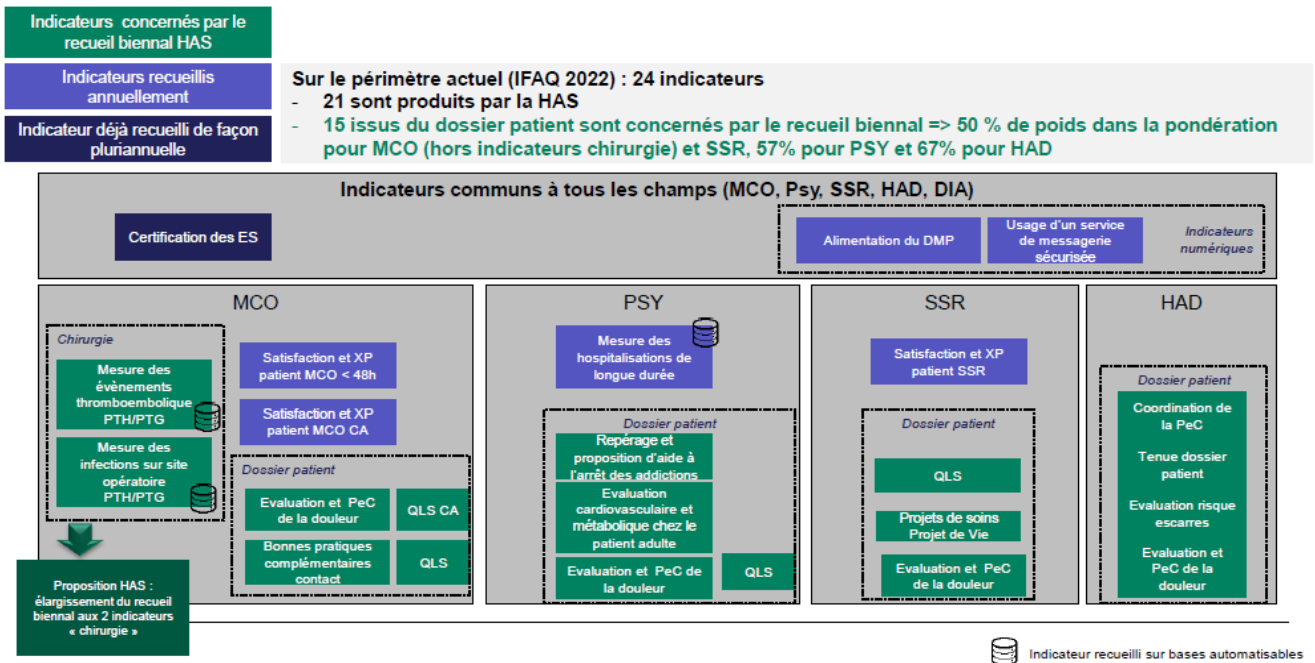 Indicateurs concernés par le
recueil biennal HAS
Indicateurs recueillis
annuellement
Indicateur déjà recueilli de façon
pluriannuelle
Sur le périmètre actuel (IFAQ 2022) : 24 indicateurs
- 21 sont produits par la HAS
- 15 issus du dossier patient sont concernés par le recueil biennal => 50 % de poids dans la pondération
pour MCO (hors indicateurs chirurgie) et SSR, 57% pour PSY et 67% pour HAD
Indicateurs communs à tous les champs (MCO, Psy, SSR, HAD, DIA)
Certification des ES
Alimentation du DMP
Usage d'un service
de messagerie
sécurisée
Indicateurs
numériques
MCO
Chirurgie
Mesure des
évènements
thromboembolique
PTH/PTG
Mesure des
infections sur site
opératoire
PTH/PTG
Satisfaction et XP
patient MCO < 48h
Satisfaction et XP
patient MCO CA
Dossier patient
Evaluation et PeC
de la douleur
QLS CA
Bonnes pratiques
complémentaires
contact
QLS
Proposition HAS :
élargissement du recueil
biennal aux 2 indicateurs
« chirurgie »
PSY
Mesure des
hospitalisations de
longue durée
Dossier patient
Repérage et
proposition d'aide à
l'arrêt des addictions
Evaluation
cardiovasculaire et
métabolique chez le
patient adulte
Evaluation et PeC de
la douleur
QLS
SSR
Satisfaction et XP
patient SSR
Dossier patient
QLS
Projets de soins
Projet de Vie
Evaluation et PeC
de la douleur
HAD
Dossier patient
Coordination de
la PeC
Tenue dossier
patient
Evaluation risque
escarres
Evaluation et
PeC de la
douleur
Indicateur recueilli sur bases automatisables